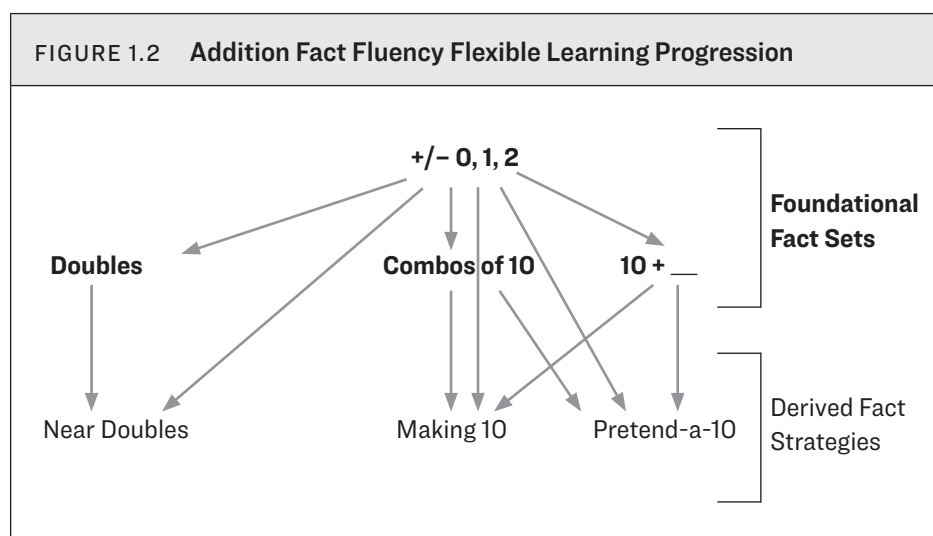 FIGURE 1.2 Addition Fact Fluency Flexible Learning Progression
+/– 0, 1, 2
Foundational
Fact Sets
Doubles
Combos of 10
10 + __
Near Doubles
Making 10
Pretend-a-10
Derived Fact
Strategies